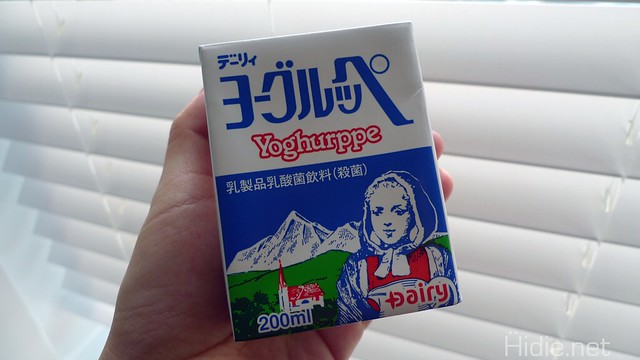 デーリィ
ヨーグルッペ
Yoghurppe
乳製品乳酸菌飲料(殺菌)
Dairy
200ml
Hidie.net